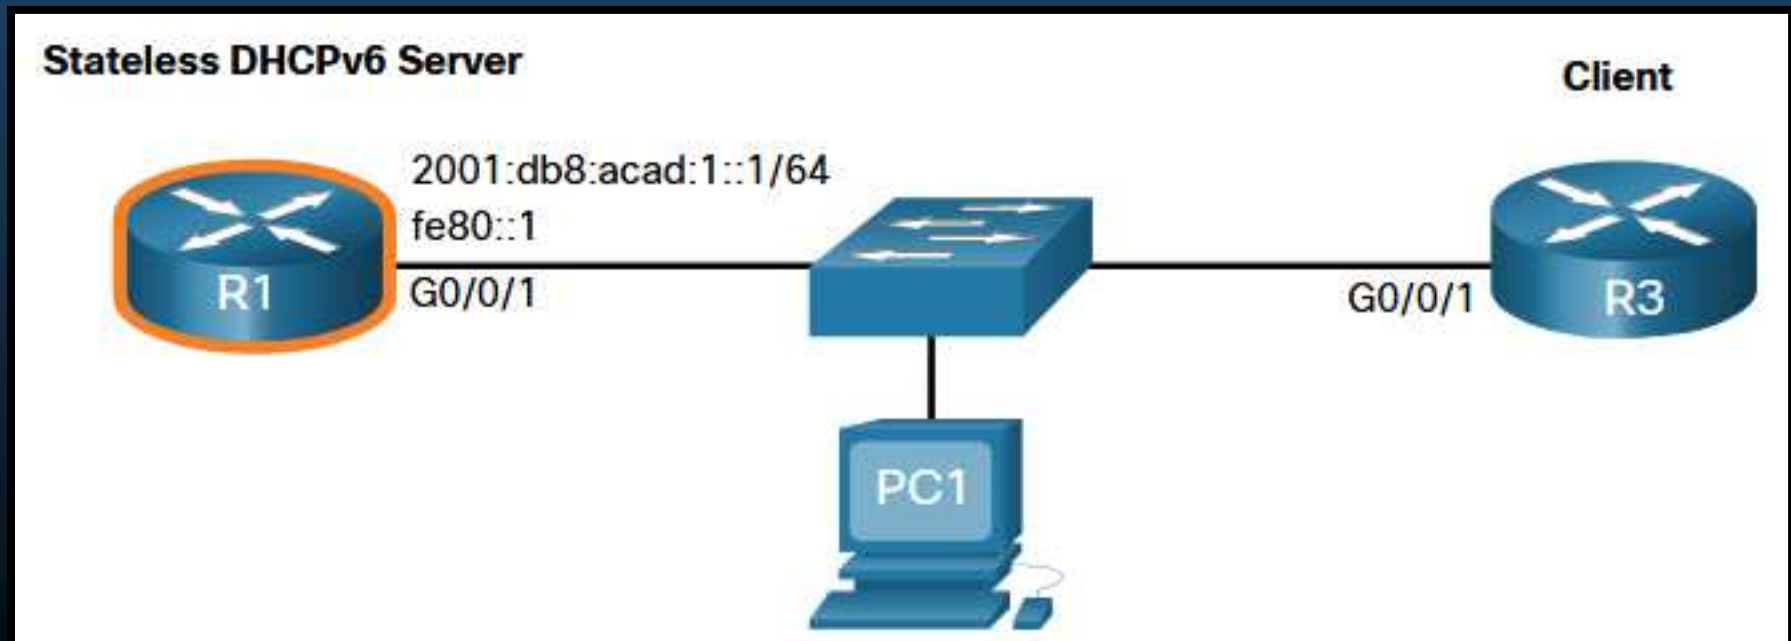 Stateless DHCPv6 Server
Client
2001:db8:acad:1::1/64
fe80::1
R1
G0/0/1
G0/0/1
R3
PC1